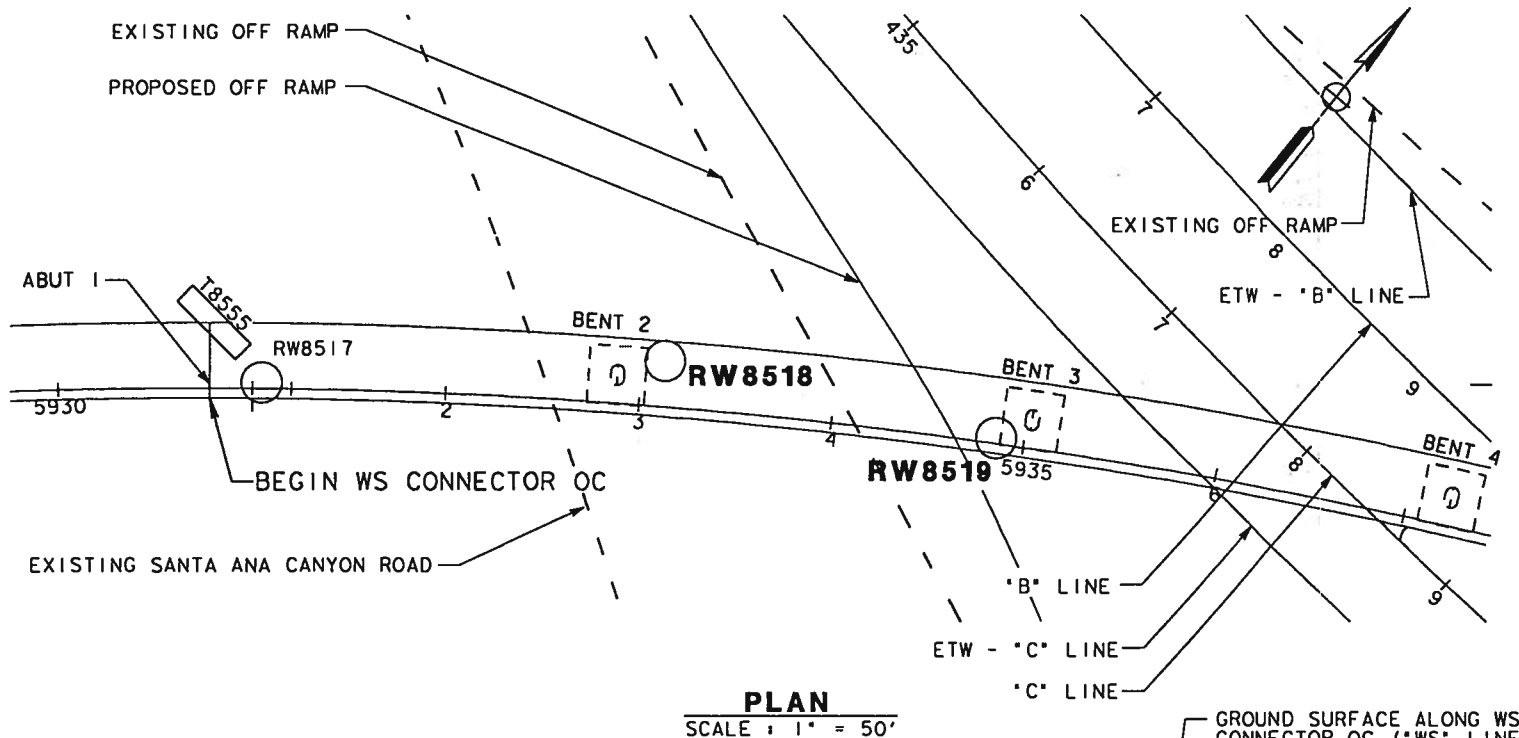 EXISTING OFF RAMP
PROPOSED OFF RAMP
435
7
6
EXISTING OFF RAMP
8
ETW - "B" LINE
7
ABUT 1
T8555
RW8517
BENT 2
RW8518
BENT 3
9
5930
2
3
4
RW8519
5935
6
8
BENT 4
BEGIN WS CONNECTOR OC
EXISTING SANTA ANA CANYON ROAD
"B" LINE
9
ETW - "C" LINE
"C" LINE
PLAN
SCALE : 1" = 50'
GROUND SURFACE ALONG WS
CONNECTOR OC ("WS" LINE